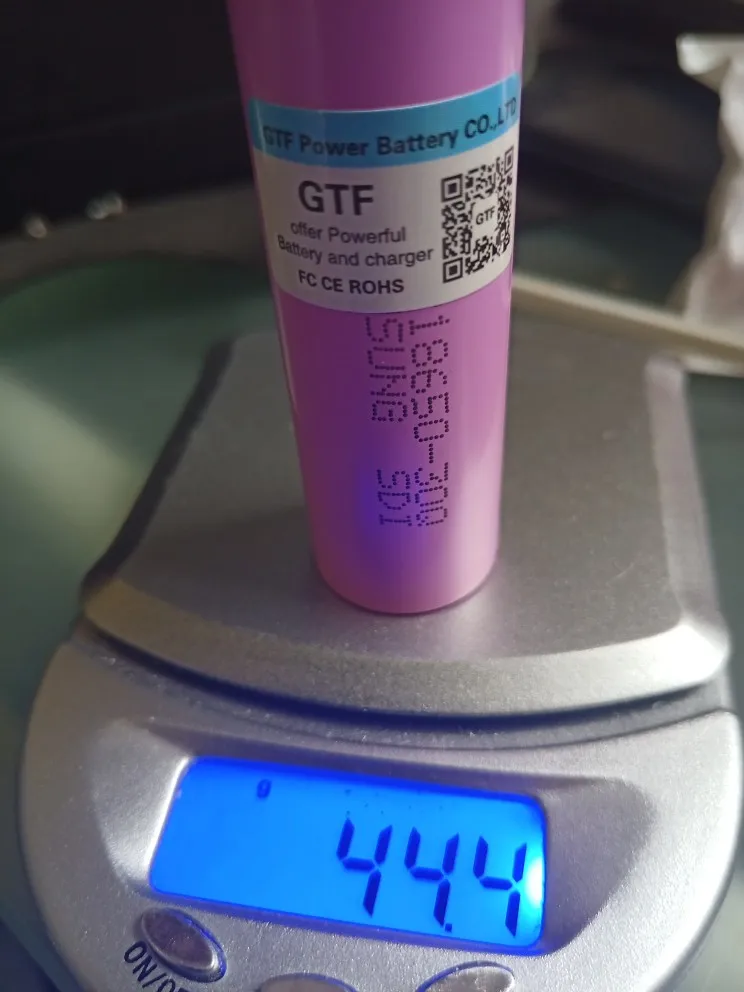 GTF Power Battery CO.,LTD
GTF
offer Powerful
Battery and charger
FC CE ROHS
GTF
18650-30Q
SUNG SDI
g
44.4
ON/OF